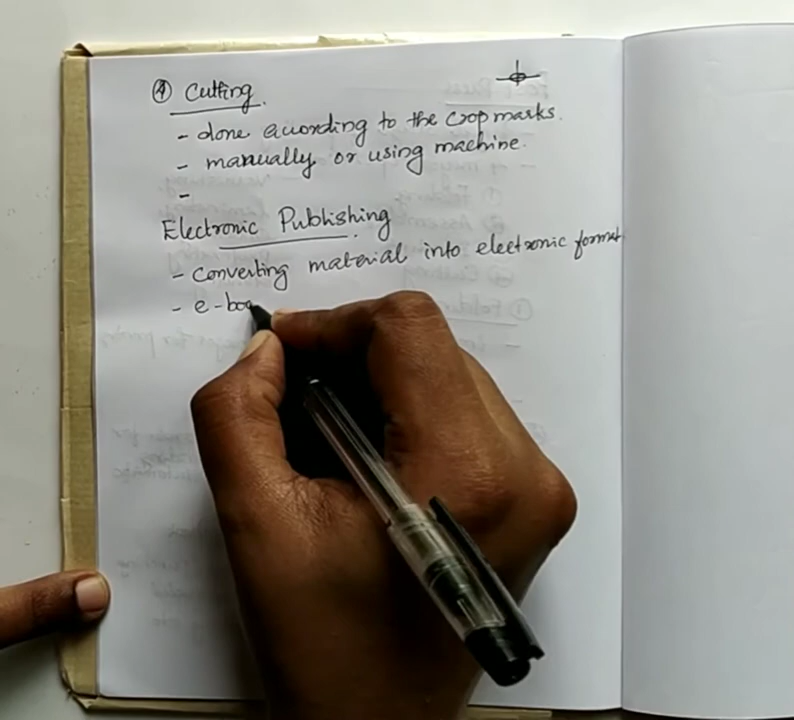 ④ Cutting.
- done according to the crop marks.
- manually or using machine.
-
Electronic Publishing.
- Converting material into electronic format
- e-boo